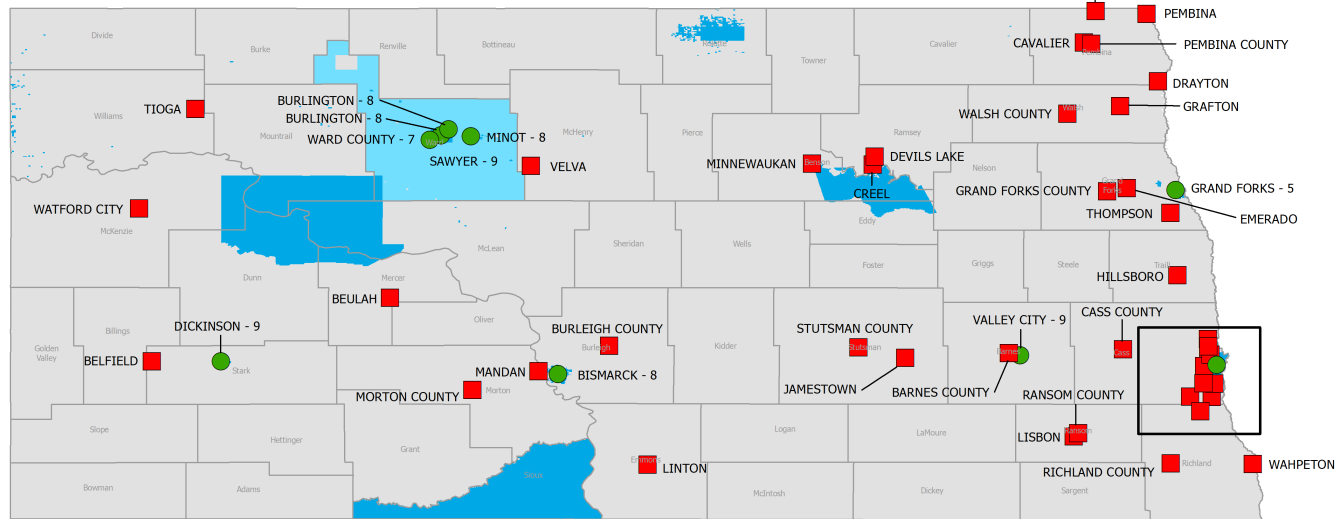 PEMBINA
Divide
Burke
Renville
Bottineau
Rolette
Towner
Cavalier
CAVALIER
Pembina
PEMBINA COUNTY
DRAYTON
TIOGA
Williams
BURLINGTON - 8
BURLINGTON - 8
WARD COUNTY - 7
Ward
MINOT - 8
SAWYER - 9
Mountrail
McHenry
VELVA
Pierce
Ramsey
WALSH COUNTY
Walsh
GRAFTON
MINNEWAUKAN
Benson
DEVILS LAKE
CREEL
Nelson
Grand
Forks
GRAND FORKS COUNTY
GRAND FORKS - 5
EMERADO
THOMPSON
WATFORD CITY
McKenzie
McLean
Sheridan
Wells
Eddy
Foster
Griggs
Steele
Traill
HILLSBORO
Dunn
Mercer
BEULAH
Oliver
Golden
Valley
Billings
DICKINSON - 9
BELFIELD
Stark
BURLEIGH COUNTY
Burleigh
Kidder
STUTSMAN COUNTY
Stutsman
JAMESTOWN
VALLEY CITY - 9
Barnes
BARNES COUNTY
CASS COUNTY
Cass
MANDAN
BISMARCK - 8
MORTON COUNTY
Morton
RANSOM COUNTY
Ransom
LISBON
Slope
Hettinger
Grant
Sioux
Emmons
LINTON
Logan
LaMoure
RICHLAND COUNTY
Richland
WAHPETON
Bowman
Adams
McIntosh
Dickey
Sargent